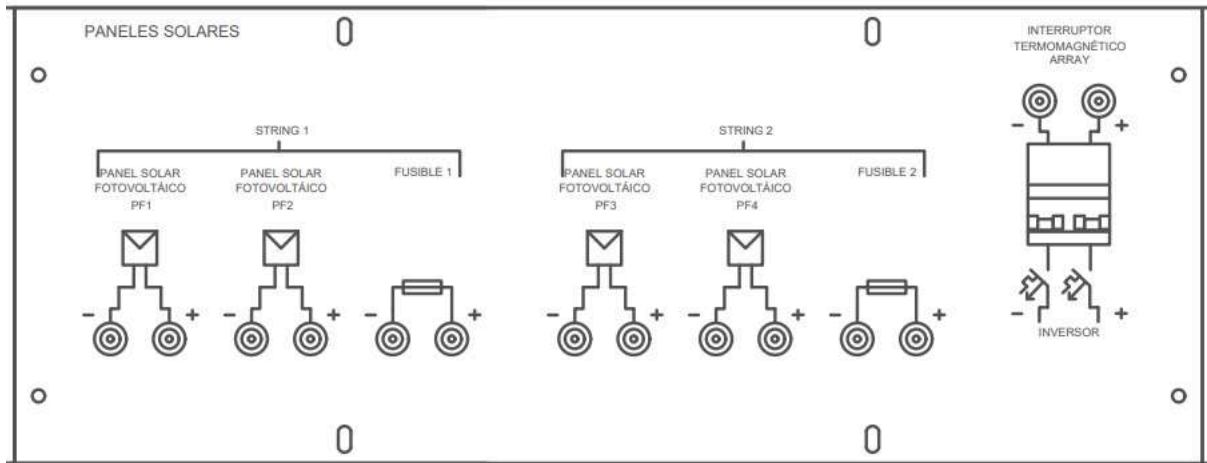 PANELES SOLARES
INTERRUPTOR
TERMOMAGNÉTICO
ARRAY
- +
STRING 1
STRING 2
PANEL SOLAR
FOTOVOLTÁICO
PF1
PANEL SOLAR
FOTOVOLTÁICO
PF2
FUSIBLE 1
PANEL SOLAR
FOTOVOLTÁICO
PF3
PANEL SOLAR
FOTOVOLTÁICO
PF4
FUSIBLE 2
- +
- +
- +
- +
- +
- +
- +
INVERSOR